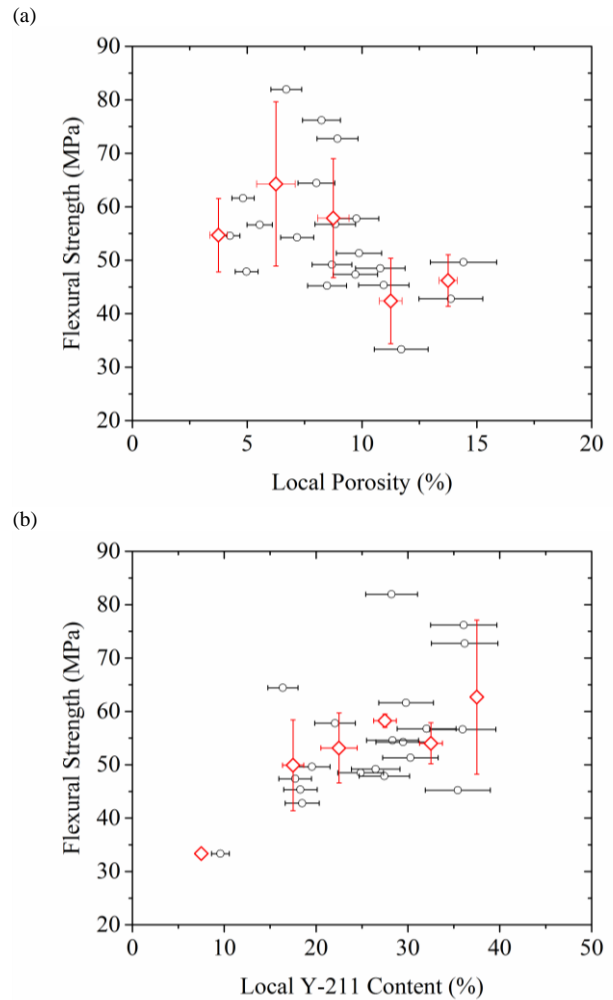 (a)
90
80
70
60
50
40
30
20
Flexural Strength (MPa)
0 5 10 15 20
Local Porosity (%)
(b)
90
80
70
60
50
40
30
20
Flexural Strength (MPa)
0 10 20 30 40 50
Local Y-211 Content (%)